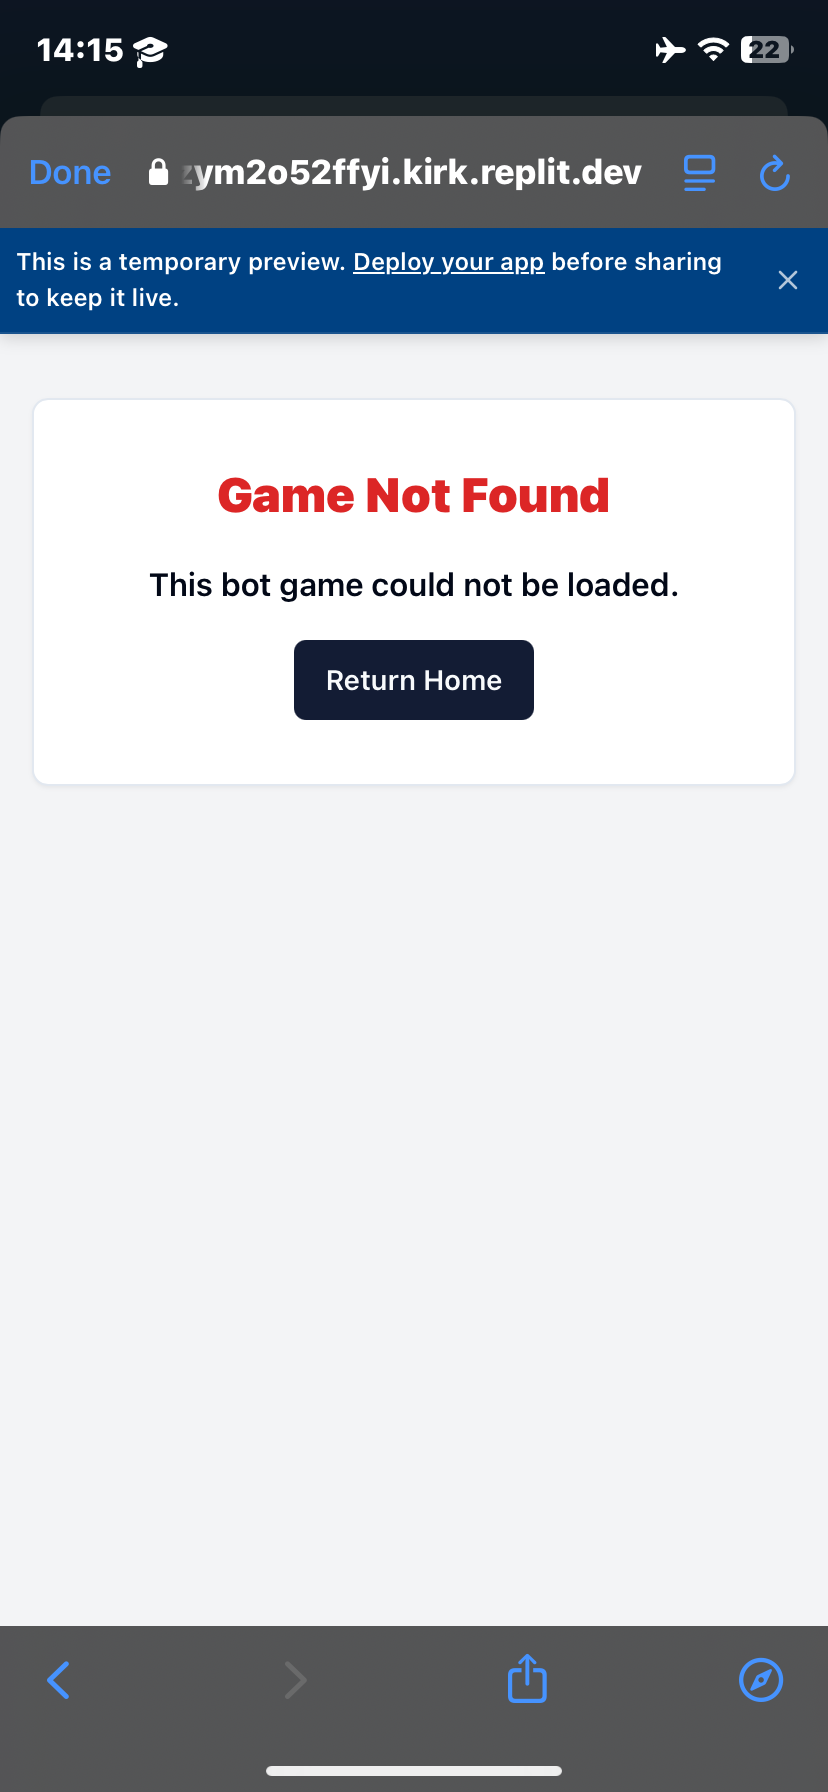 14:15
22
Done
zym2o52ffyi.kirk.replit.dev
This is a temporary preview. Deploy your app before sharing
to keep it live.
Game Not Found
This bot game could not be loaded.
Return Home